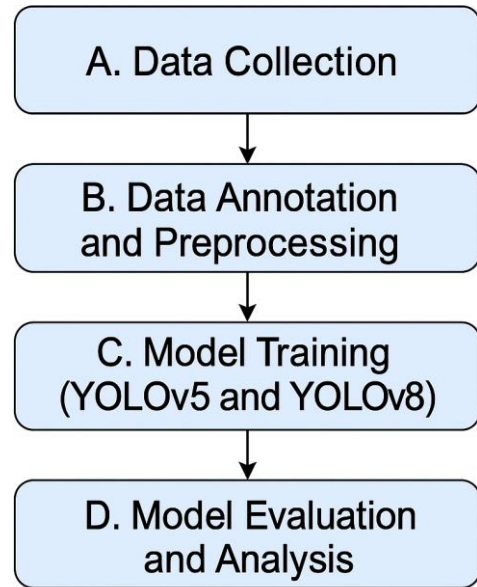 A. Data Collection
B. Data Annotation
and Preprocessing
C. Model Training
(YOLOv5 and YOLOv8)
D. Model Evaluation
and Analysis